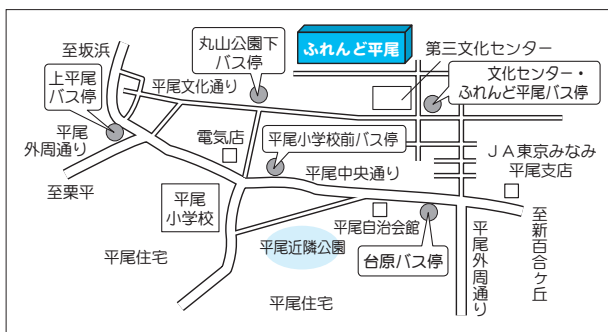 至坂浜
丸山公園下
バス停
ふれんど平尾
第三文化センター
上平尾
バス停
平尾文化通り
文化センター・
ふれんど平尾バス停
平尾
外周通り
電気店
平尾小学校前バス停
平尾中央通り
ＪＡ東京みなみ
平尾支店
至栗平
平尾
小学校
平尾自治会館
至新百合ヶ丘
平尾住宅
平尾近隣公園
台原バス停
平尾外周通り
平尾住宅